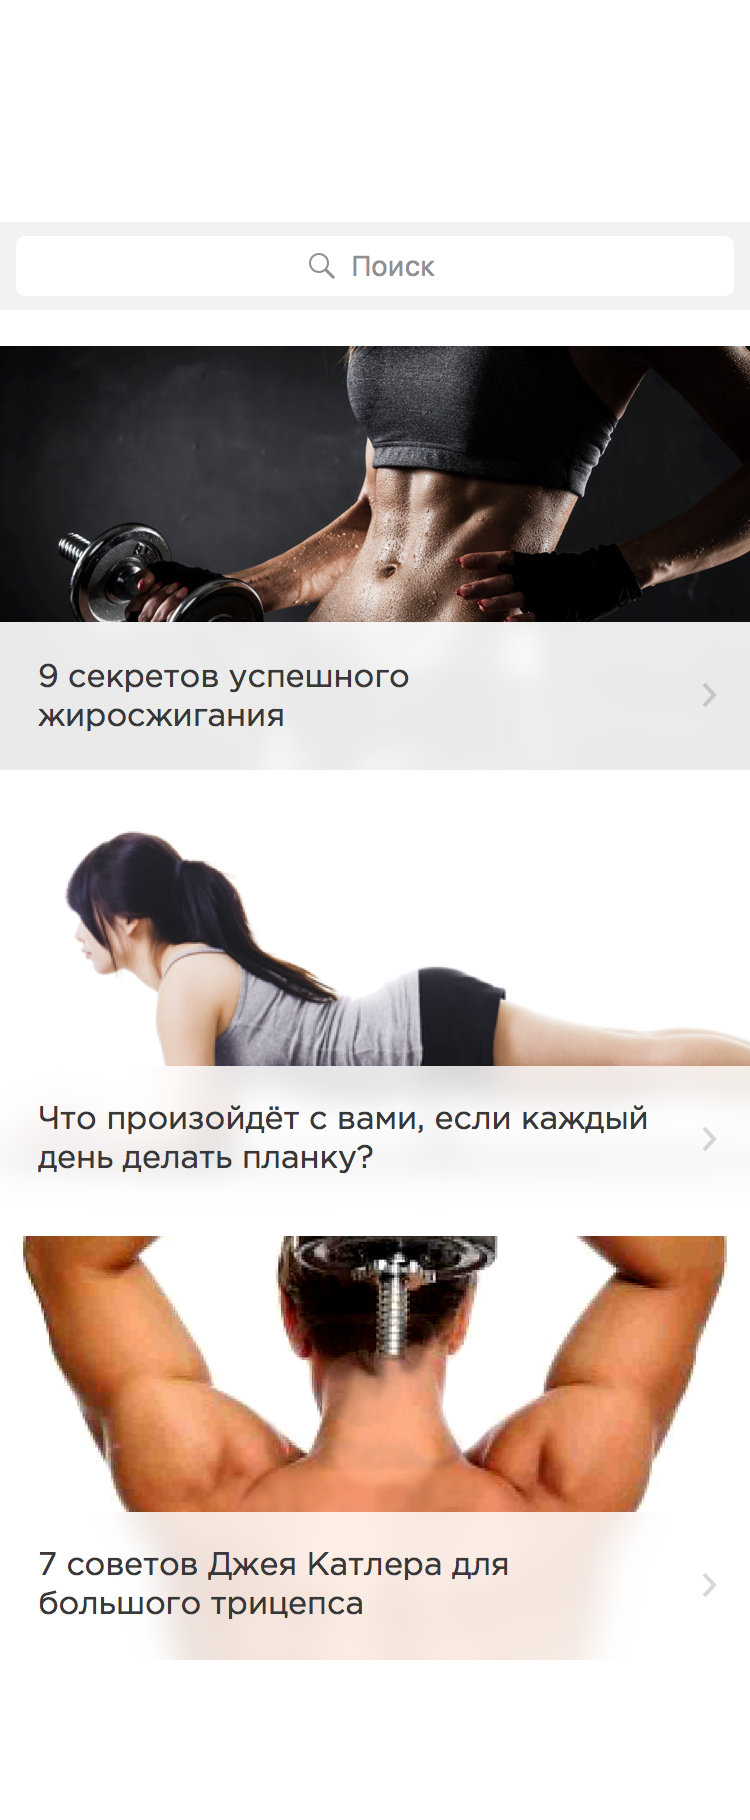 Поиск
9 секретов успешного
жиросжигания
Что произойдёт с вами, если каждый
день делать планку?
7 советов Джея Катлера для
большого трицепса